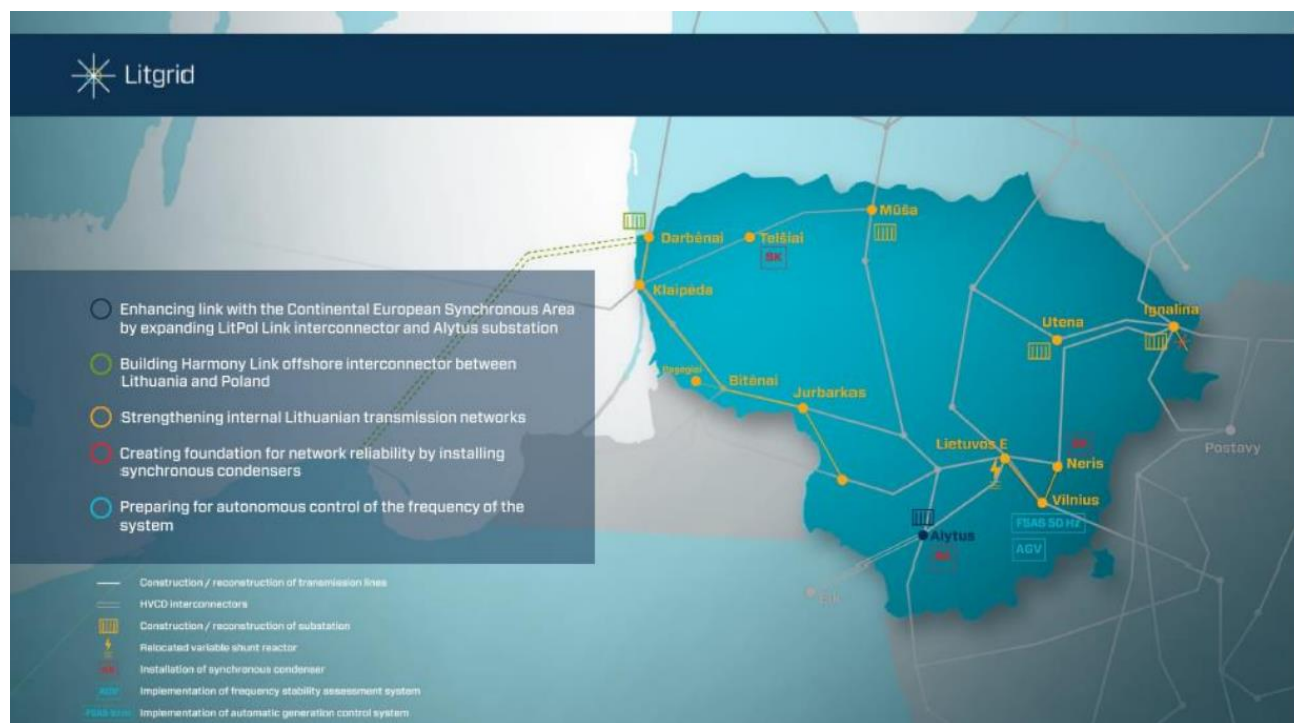 Litgrid
Mūša
Darbėnai
Telšiai
SK
Klaipėda
Ignalina
Utena
Enhancing link with the Continental European Synchronous Area
by expanding LitPol Link interconnector and Alytus substation
Building Harmony Link offshore interconnector between
Lithuania and Poland
Strengthening internal Lithuanian transmission networks
Creating foundation for network reliability by installing
synchronous condensers
Preparing for autonomous control of the frequency of the
system
Pagėgiai
Bitėnai
Jurbarkas
Lietuvos E
SK
Neris
Postavy
Vilnius
FSAS 50 Hz
Alytus
AGV
SK
Elk
Construction / reconstruction of transmission lines
HVCD interconnectors
Construction / reconstruction of substation
Relocated variable shunt reactor
SK
Installation of synchronous condenser
AGV
Implementation of frequency stability assessment system
Implementation of automatic generation control system